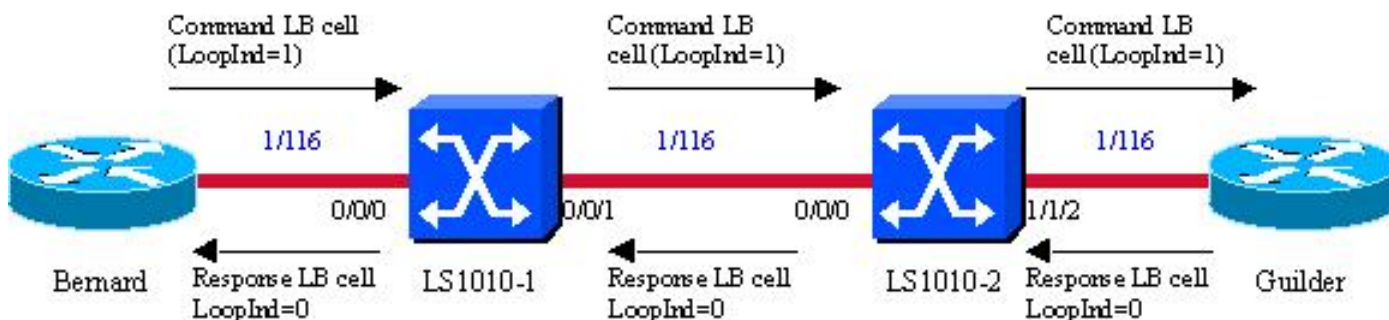 Command LB cell
(LoopInd=1)
Command LB
cell (LoopInd=1)
Command LB
cell (LoopInd=1)
1/116
1/116
1/116
0/0/0
0/0/1
0/0/0
1/1/2
Bernard
Response LB cell
LoopInd=0
LS1010-1
Response LB cell
LoopInd=0
LS1010-2
Response LB cell
LoopInd=0
Guilder